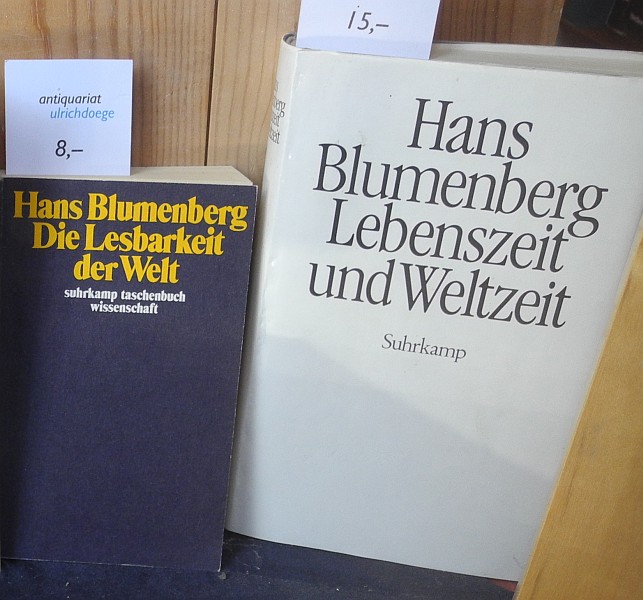 15,–
antiquariat
ulrichdoege
8,–
Hans Blumenberg
Die Lesbarkeit
der Welt
suhrkamp taschenbuch
wissenschaft
Hans
Blumenberg
Lebenszeit
und Weltzeit
Suhrkamp